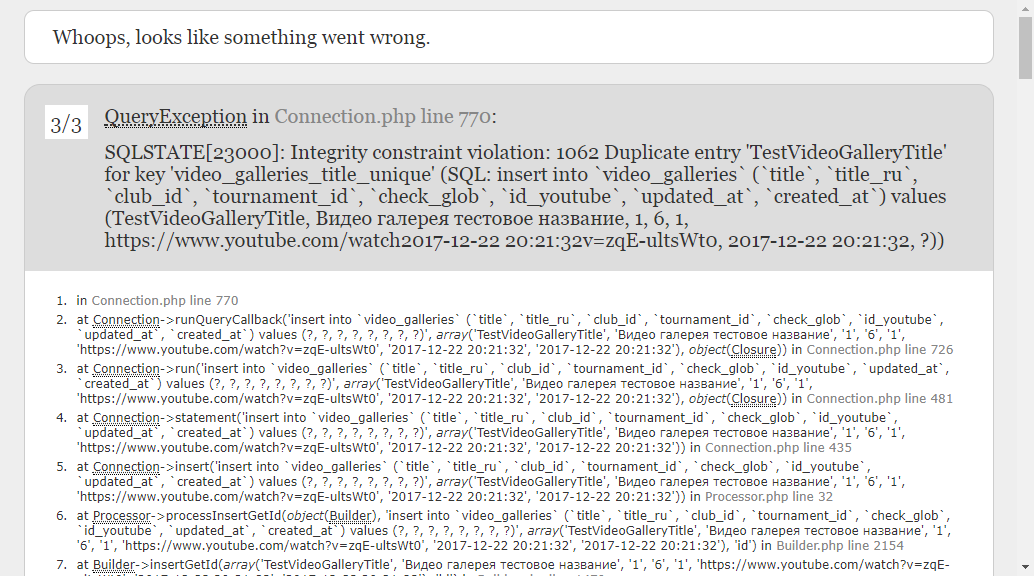 Whoops, looks like something went wrong.
3/3
QueryException in Connection.php line 770:
SQLSTATE[23000]: Integrity constraint violation: 1062 Duplicate entry 'TestVideoGalleryTitle'
for key 'video_galleries_title_unique' (SQL: insert into `video_galleries` (`title`, `title_ru`,
`club_id`, `tournament_id`,`check_glob`, `id_youtube`, `updated_at`, `created_at`) values
(TestVideoGalleryTitle, Видео галерея тестовое название, 1, 6, 1,
https://www.youtube.com/watch2017-12-22 20:21:32v=zqE-ultsWt0, 2017-12-22 20:21:32, ?))
1. in Connection.php line 770
2. at Connection->runQueryCallback('insert into `video_galleries` (`title`, `title_ru`, `club_id`, `tournament_id`, `check_glob`, `id_youtube`,
`updated_at`, `created_at`) values (?, ?, ?, ?, ?, ?, ?, ?)', array('TestVideoGalleryTitle', 'Видео галерея тестовое название', '1', '6', '1',
'https://www.youtube.com/watch?v=zqE-ultsWt0', '2017-12-22 20:21:32', '2017-12-22 20:21:32'), object(Closure)) in Connection.php line 726
3. at Connection->run('insert into `video_galleries` (`title`, `title_ru`, `club_id`, `tournament_id`, `check_glob`, `id_youtube`, `updated_at`,
`created_at`) values (?, ?, ?, ?, ?, ?, ?, ?)', array('TestVideoGalleryTitle', 'Видео галерея тестовое название', '1', '6', '1',
'https://www.youtube.com/watch?v=zqE-ultsWt0', '2017-12-22 20:21:32', '2017-12-22 20:21:32'), object(Closure)) in Connection.php line 481
4. at Connection->statement('insert into `video_galleries` (`title`, `title_ru`, `club_id`, `tournament_id`, `check_glob`, `id_youtube`,
`updated_at`, `created_at`) values (?, ?, ?, ?, ?, ?, ?, ?)', array('TestVideoGalleryTitle', 'Видео галерея тестовое название', '1', '6', '1',
'https://www.youtube.com/watch?v=zqE-ultsWt0', '2017-12-22 20:21:32', '2017-12-22 20:21:32')) in Connection.php line 435
5. at Connection->insert('insert into `video_galleries` (`title`, `title_ru`, `club_id`, `tournament_id`, `check_glob`, `id_youtube`,
`updated_at`, `created_at`) values (?, ?, ?, ?, ?, ?, ?, ?)', array('TestVideoGalleryTitle', 'Видео галерея тестовое название', '1', '6', '1',
'https://www.youtube.com/watch?v=zqE-ultsWt0', '2017-12-22 20:21:32', '2017-12-22 20:21:32')) in Processor.php line 32
6. at Processor->processInsertGetId(object(Builder), 'insert into `video_galleries` (`title`, `title_ru`, `club_id`, `tournament_id`, `check_glob`,
`id_youtube`, `updated_at`, `created_at`) values (?, ?, ?, ?, ?, ?, ?, ?)', array('TestVideoGalleryTitle', 'Видео галерея тестовое название', '1',
'6', '1', 'https://www.youtube.com/watch?v=zqE-ultsWt0', '2017-12-22 20:21:32', '2017-12-22 20:21:32'), 'id') in Builder.php line 2154
7. at Builder->insertGetId(array('TestVideoGalleryTitle', 'Видео галерея тестовое название', '1', '6', '1', 'https://www.youtube.com/watch?v=zqE-